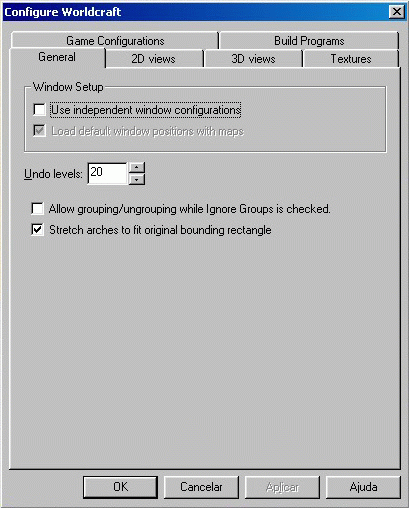 Configure Worldcraft
Game Configurations Build Programs
General 2D views 3D views Textures
Window Setup
Use independent window configurations
Load default window positions with maps
Undo levels: 20
Allow grouping/ungrouping while Ignore Groups is checked.
Stretch arches to fit original bounding rectangle
OK Cancelar Aplicar Ajuda